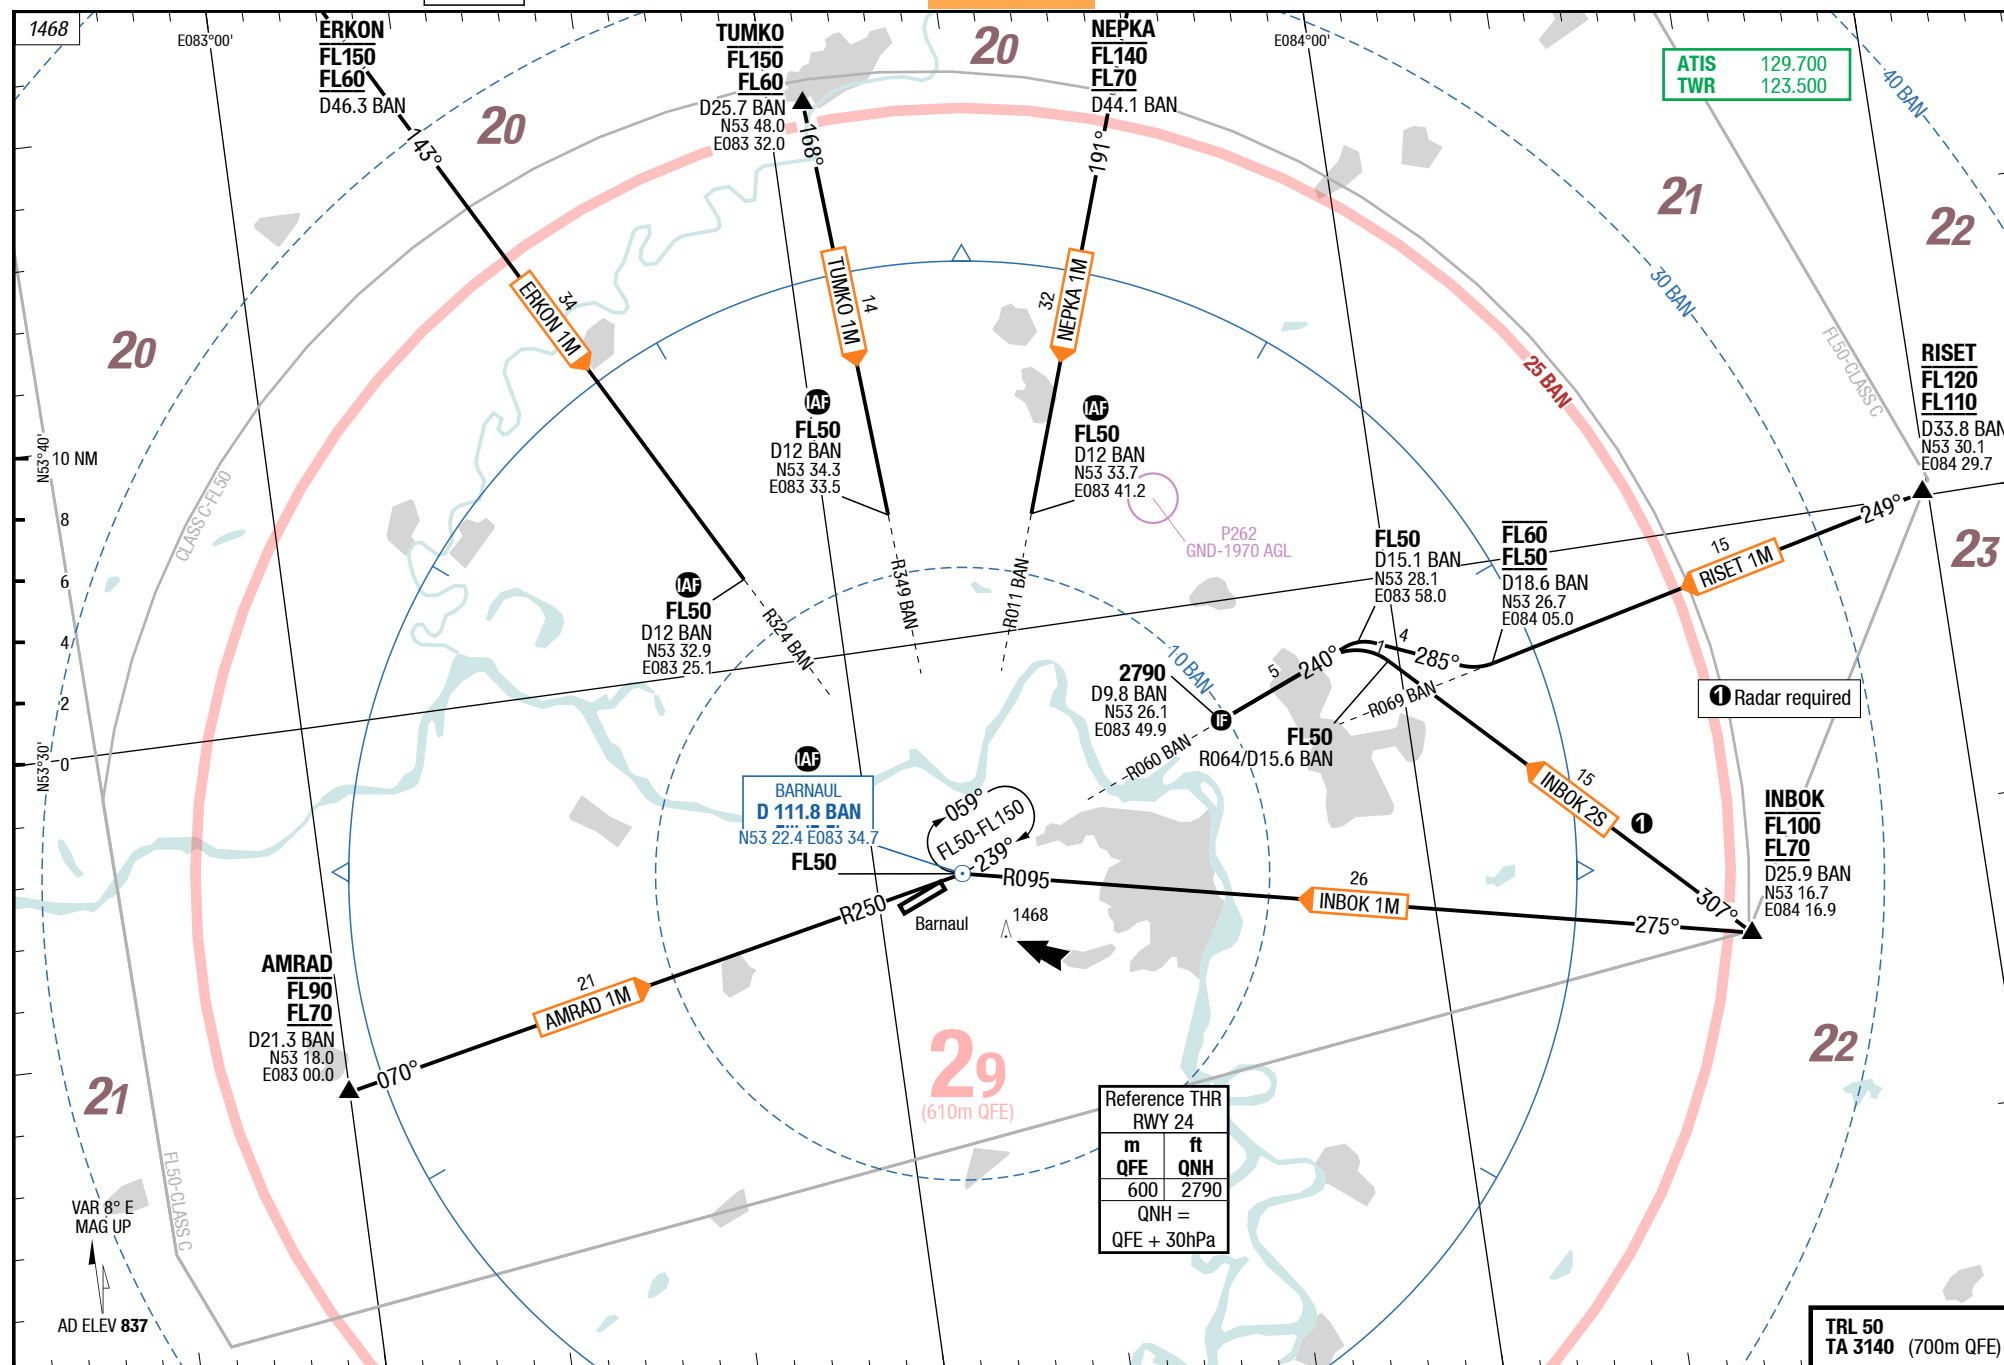 1468
E083°00'
ERKON
FL150
FL60
D46.3 BAN
TUMKO
FL150
FL60
D25.7 BAN
N53 48.0
E083 32.0
NEPKA
FL140
FL70
D44.1 BAN
E084°00'
ATIS 129.700
TWR 123.500
20
20
20
20
21
22
40 BAN
30 BAN
25 BAN
143°
168°
191°
34
ERKON 1M
14
TUMKO 1M
32
NEPKA 1M
CLASS C-FL50
FL50-CLASS C
RISET
FL120
FL110
D33.8 BAN
N53 30.1
E084 29.7
N53°40'
10 NM
8
6
4
2
0
N53°30'
IAF
FL50
D12 BAN
N53 34.3
E083 33.5
IAF
FL50
D12 BAN
N53 33.7
E083 41.2
P262
GND-1970 AGL
IAF
FL50
D12 BAN
N53 32.9
E083 25.1
R324 BAN
R349 BAN
R011 BAN
FL50
D15.1 BAN
N53 28.1
E083 58.0
FL60
FL50
D18.6 BAN
N53 26.7
E084 05.0
249°
15
RISET 1M
23
10 BAN
2790
D9.8 BAN
N53 26.1
E083 49.9
IF
5
240°
1
4
285°
R069 BAN
R060 BAN
FL50
R064/D15.6 BAN
1 Radar required
15
INBOK 2S
1
307°
INBOK
FL100
FL70
D25.9 BAN
N53 16.7
E084 16.9
IAF
BARNAUL
D 111.8 BAN
N53 22.4 E083 34.7
FL50
059°
FL50-FL150
239°
R095
26
INBOK 1M
275°
R250
Barnaul
1468
21
AMRAD 1M
070°
AMRAD
FL90
FL70
D21.3 BAN
N53 18.0
E083 00.0
21
29
(610m QFE)
22
Reference THR
RWY 24
m ft
QFE QNH
600 2790
QNH =
QFE + 30hPa
FL50-CLASS C
VAR 8° E
MAG UP
AD ELEV 837
TRL 50
TA 3140 (700m QFE)